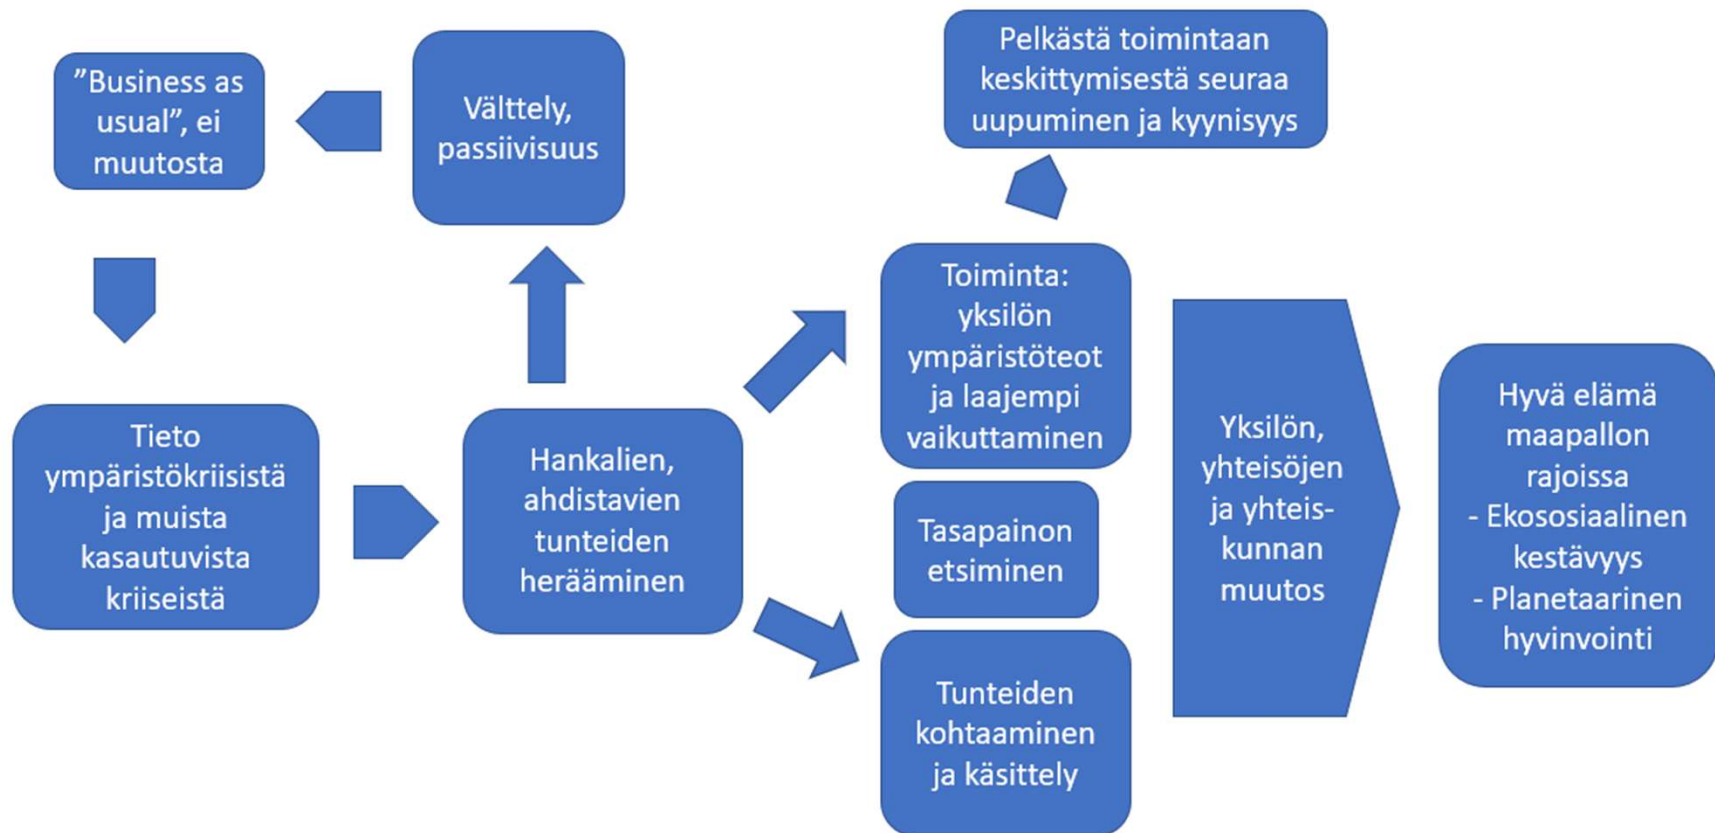 ”Business as
usual”, ei
muutosta
Välttely,
passiivisuus
Pelkästä toimintaan
keskittymisestä seuraa
uupuminen ja kyynisyys
Tieto
ympäristökriisistä
ja muista
kasautuvista
kriiseistä
Hankalien,
ahdistavien
tunteiden
herääminen
Toiminta:
yksilön
ympäristöteot
ja laajempi
vaikuttaminen
Tasapainon
etsiminen
Tunteiden
kohtaaminen
ja käsittely
Yksilön,
yhteisöjen
ja yhteis-
kunnan
muutos
Hyvä elämä
maapallon
rajoissa
- Ekososiaalinen
kestävyys
- Planetaarinen
hyvinvointi